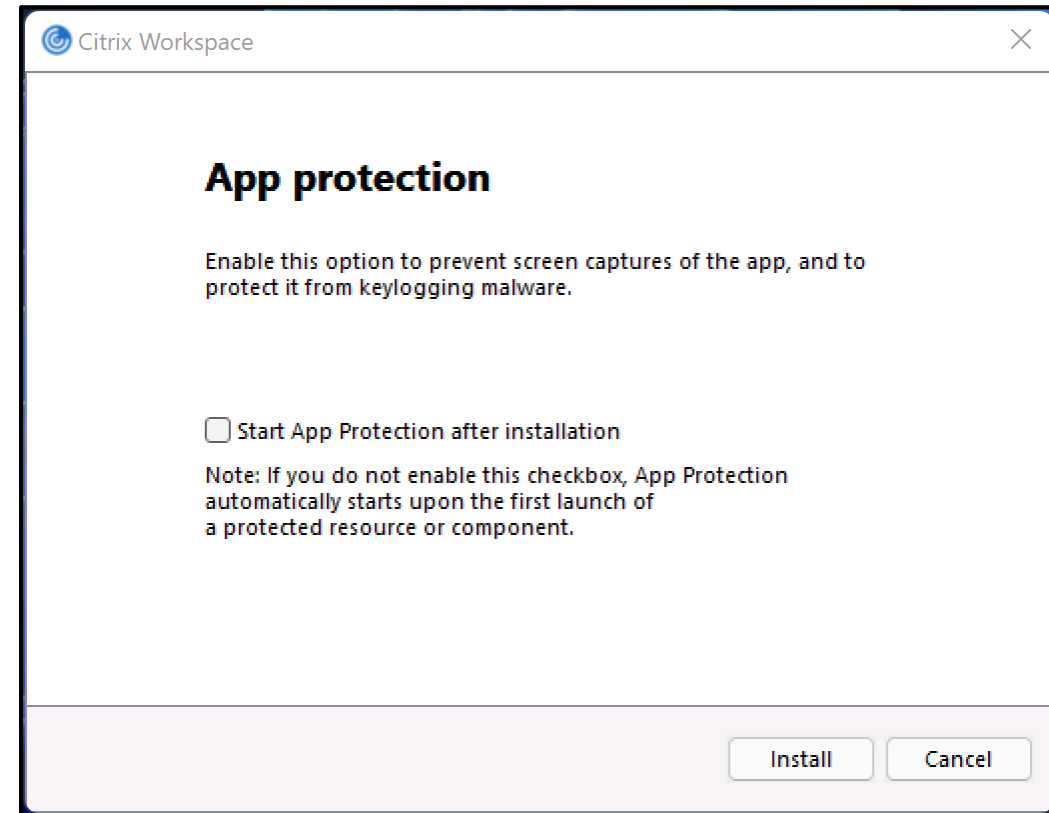 Citrix Workspace
App protection
Enable this option to prevent screen captures of the app, and to
protect it from keylogging malware.
Start App Protection after installation
Note: If you do not enable this checkbox, App Protection
automatically starts upon the first launch of
a protected resource or component.
Install Cancel